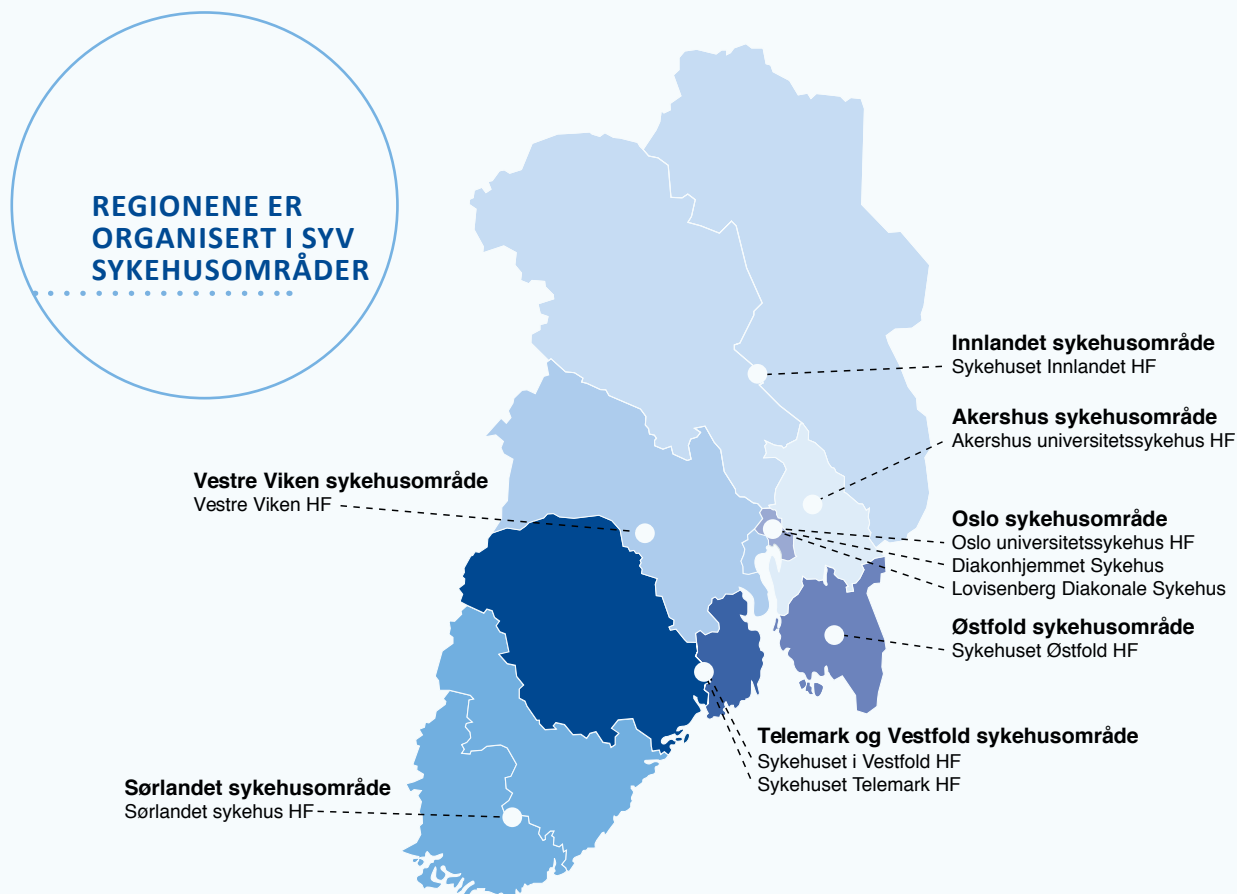 REGIONENE ER
ORGANISERT I SYV
SYKEHUSOMRÅDER
Innlandet sykehusområde
Sykehuset Innlandet HF
Akershus sykehusområde
Akershus universitetssykehus HF
Vestre Viken sykehusområde
Vestre Viken HF
Oslo sykehusområde
Oslo universitetssykehus HF
Diakonhjemmet Sykehus
Lovisenberg Diakonale Sykehus
Østfold sykehusområde
Sykehuset Østfold HF
Telemark og Vestfold sykehusområde
Sykehuset i Vestfold HF
Sykehuset Telemark HF
Sørlandet sykehusområde
Sørlandet sykehus HF